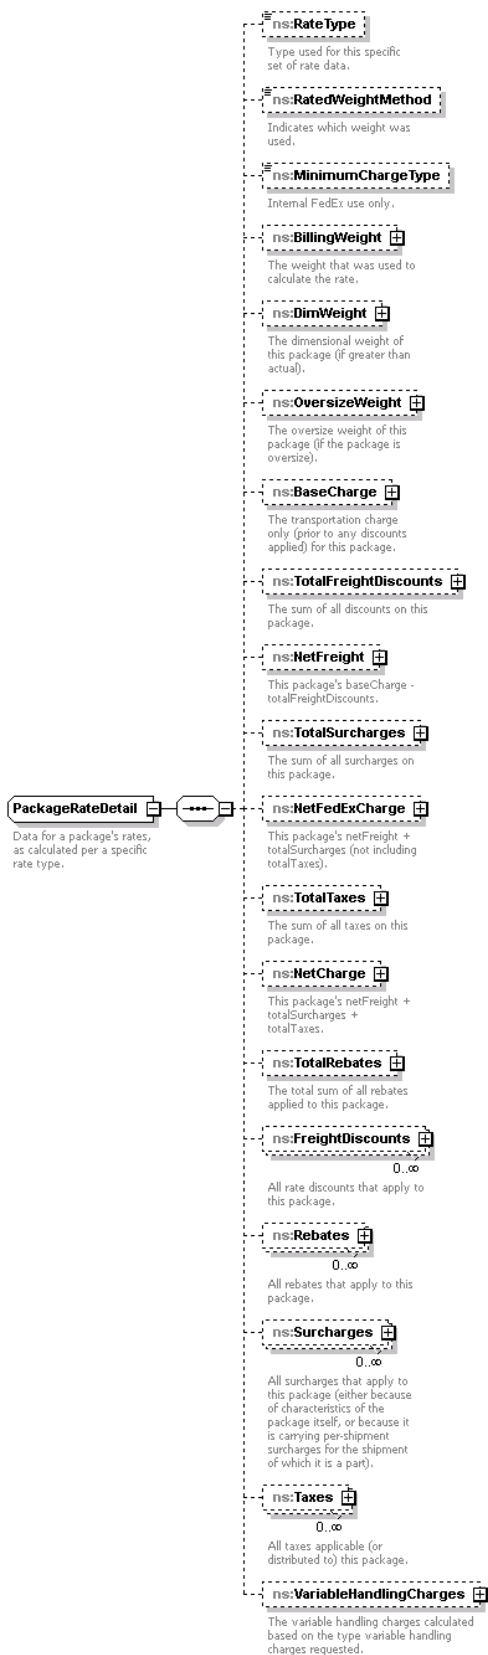 ns:RateType
Type used for this specific
set of rate data.
ns:RatedWeightMethod
Indicates which weight was
used.
ns:MinimumChargeType
Internal FedEx use only.
ns:BillingWeight
The weight that was used to
calculate the rate.
ns:DimWeight
The dimensional weight of
this package (if greater than
actual).
ns:OversizeWeight
The oversize weight of this
package (if the package is
oversize).
ns:BaseCharge
The transportation charge
only (prior to any discounts
applied) for this package.
ns:TotalFreightDiscounts
The sum of all discounts on this
package.
ns:NetFreight
This package's baseCharge -
totalFreightDiscounts.
ns:TotalSurcharges
The sum of all surcharges on
this package.
PackageRateDetail
Data for a package's rates,
as calculated per a specific
rate type.
ns:NetFedExCharge
This package's netFreight +
totalSurcharges (not including
totalTaxes).
ns:TotalTaxes
The sum of all taxes on this
package.
ns:NetCharge
This package's netFreight +
totalSurcharges +
totalTaxes.
ns:TotalRebates
The total sum of all rebates
applied to this package.
ns:FreightDiscounts
0..∞
All rate discounts that apply to
this package.
ns:Rebates
0..∞
All rebates that apply to this
package.
ns:Surcharges
0..∞
All surcharges that apply to
this package (either because
of characteristics of the
package itself, or because it
is carrying per-shipment
surcharges for the shipment
of which it is a part).
ns:Taxes
0..∞
All taxes applicable (or
distributed to) this package.
ns:VariableHandlingCharges
The variable handling charges calculated
based on the type variable handling
charges requested.